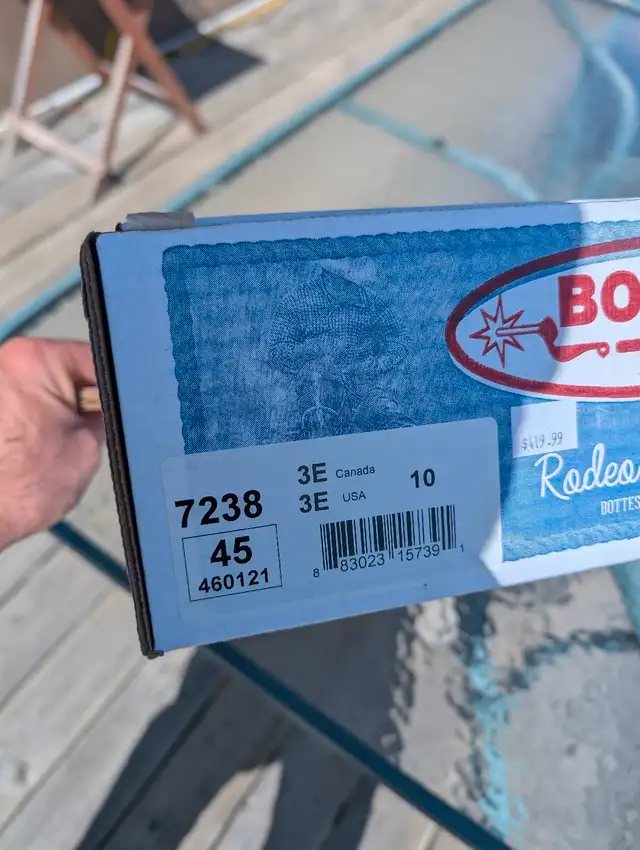 BO
$419.99
Rodeo
BOTTES
7238
3E Canada 10
3E USA
45
460121
8 83023 15739 1